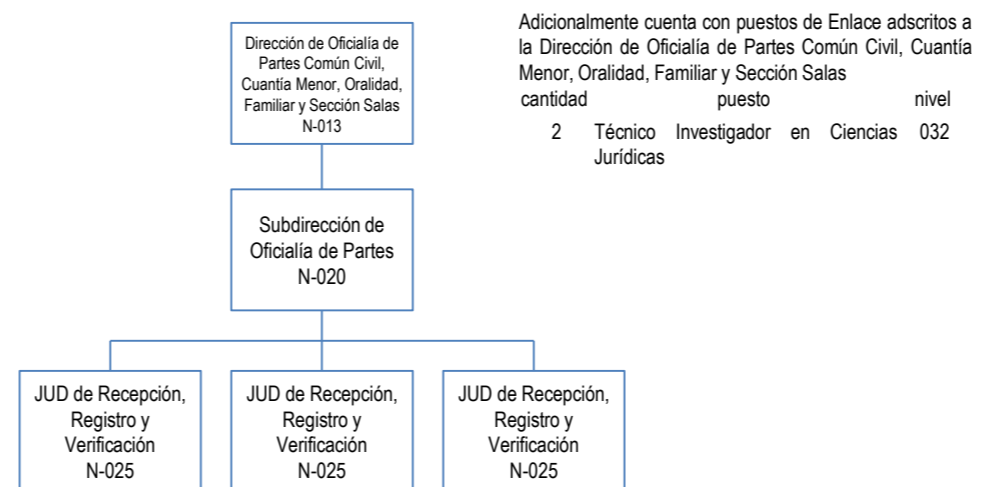 Dirección de Oficialía de
Partes Común Civil,
Cuantía Menor, Oralidad,
Familiar y Sección Salas
N-013
Adicionalmente cuenta con puestos de Enlace adscritos a
la Dirección de Oficialía de Partes Común Civil, Cuantía
Menor, Oralidad, Familiar y Sección Salas
cantidad puesto nivel
2 Técnico Investigador en Ciencias 032
Jurídicas
Subdirección de
Oficialía de Partes
N-020
JUD de Recepción,
Registro y
Verificación
N-025
JUD de Recepción,
Registro y
Verificación
N-025
JUD de Recepción,
Registro y
Verificación
N-025